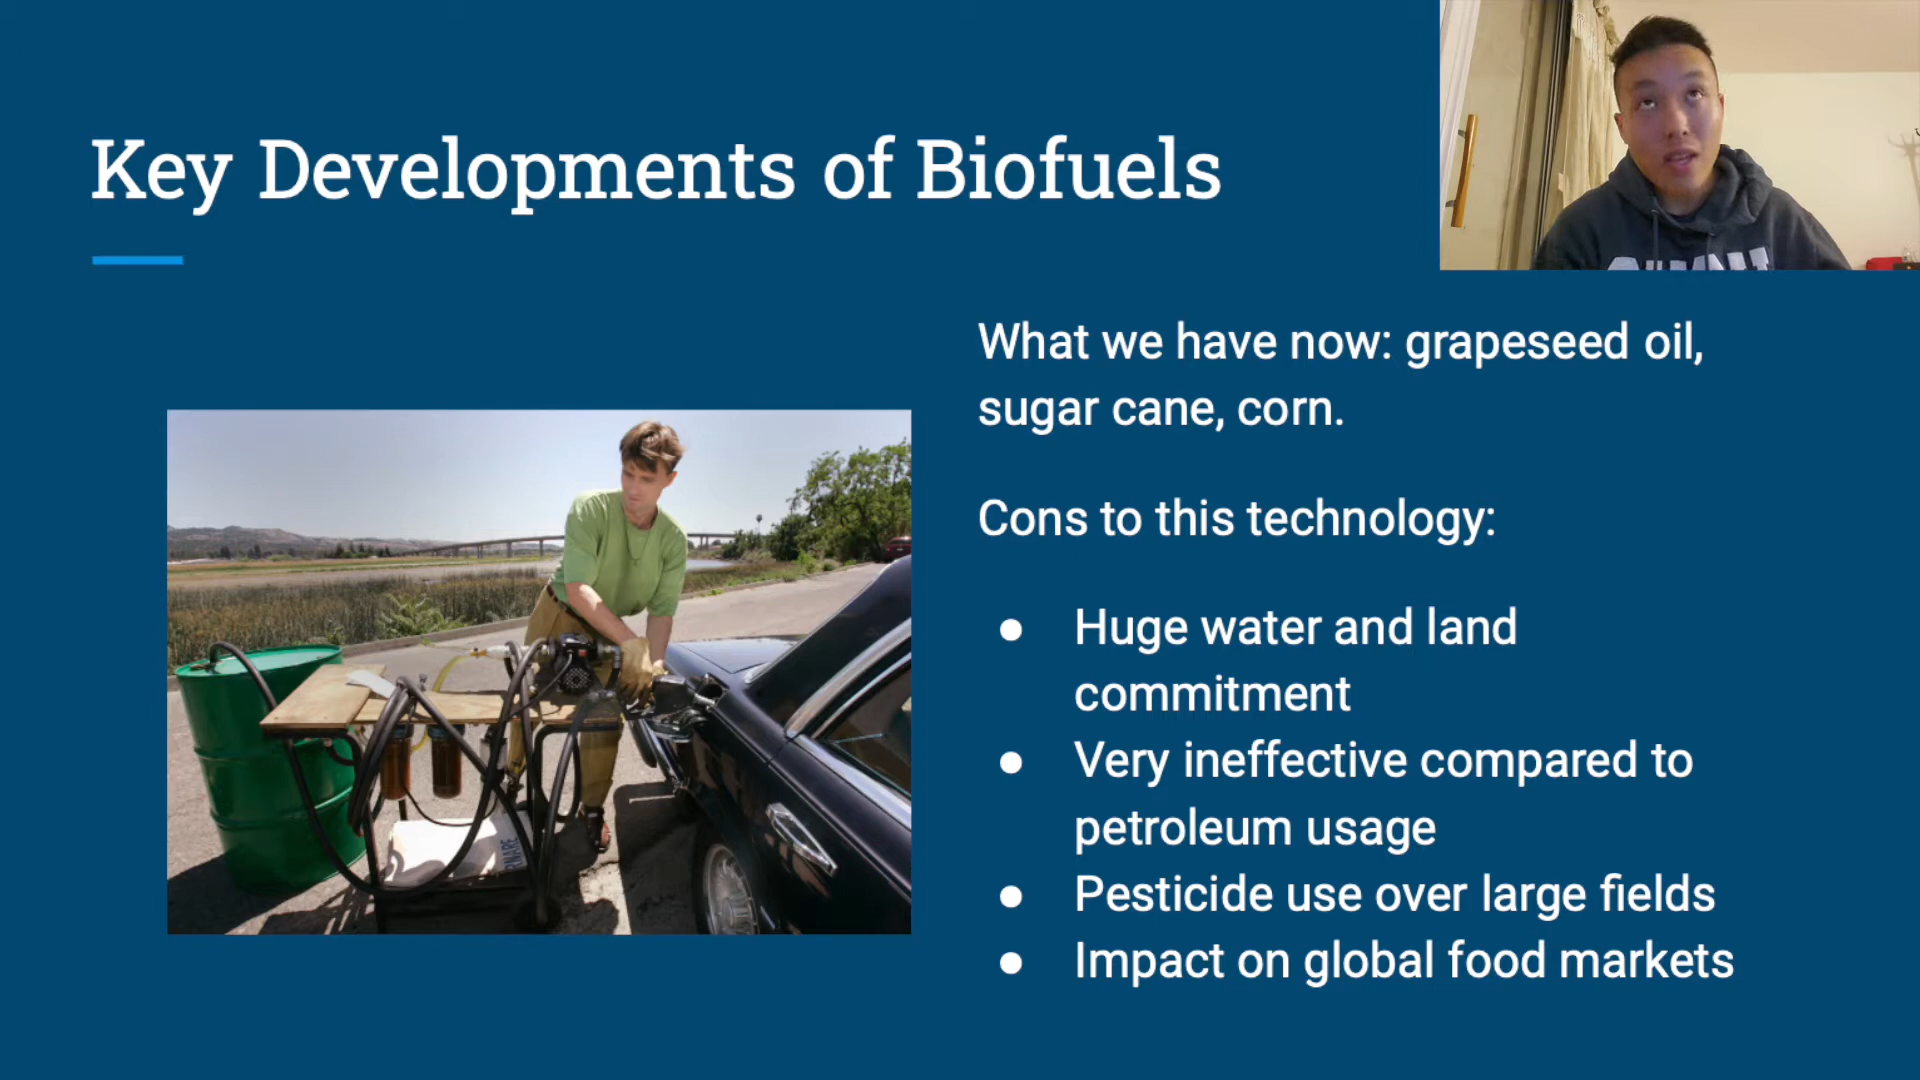 Key Developments of Biofuels
What we have now: grapeseed oil,
sugar cane, corn.
Cons to this technology:
● Huge water and land
commitment
● Very ineffective compared to
petroleum usage
● Pesticide use over large fields
● Impact on global food markets